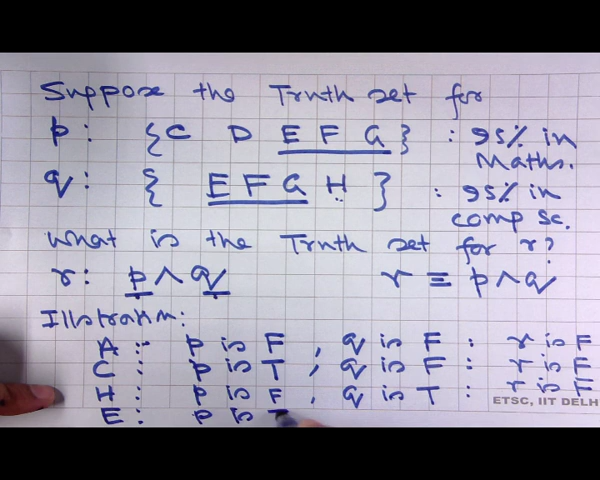 Suppose the Truth set for
p: {C D E F G} : 95% in
Maths.
q: { E F G H } : 95% in
comp sc.
What is the Truth set for r?
r: p ∧ q r ≡ p ∧ q
Illustration:
A: p is F , q is F : r is F
C: p is T , q is F : r is F
H: p is F , q is T : r is F
E: p is T
ETSC, IIT DELH